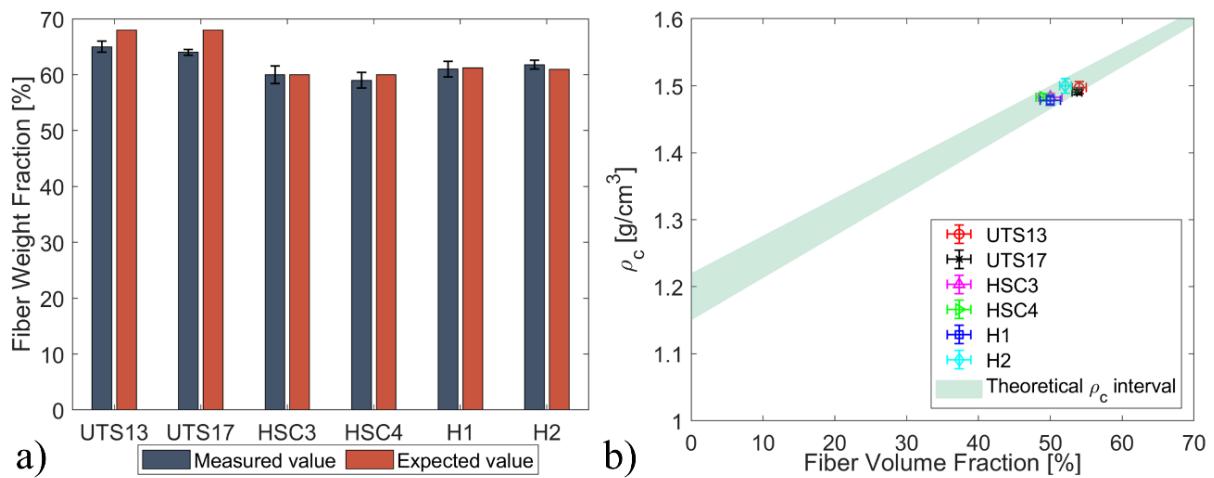 Fiber Weight Fraction [%]
70
60
50
40
30
20
10
0
UTS13 UTS17 HSC3 HSC4 H1 H2
a)
Measured value Expected value
ρc [g/cm³]
1.6
1.5
1.4
1.3
1.2
1.1
1
UTS13
UTS17
HSC3
HSC4
H1
H2
Theoretical ρc interval
0 10 20 30 40 50 60 70
b)
Fiber Volume Fraction [%]